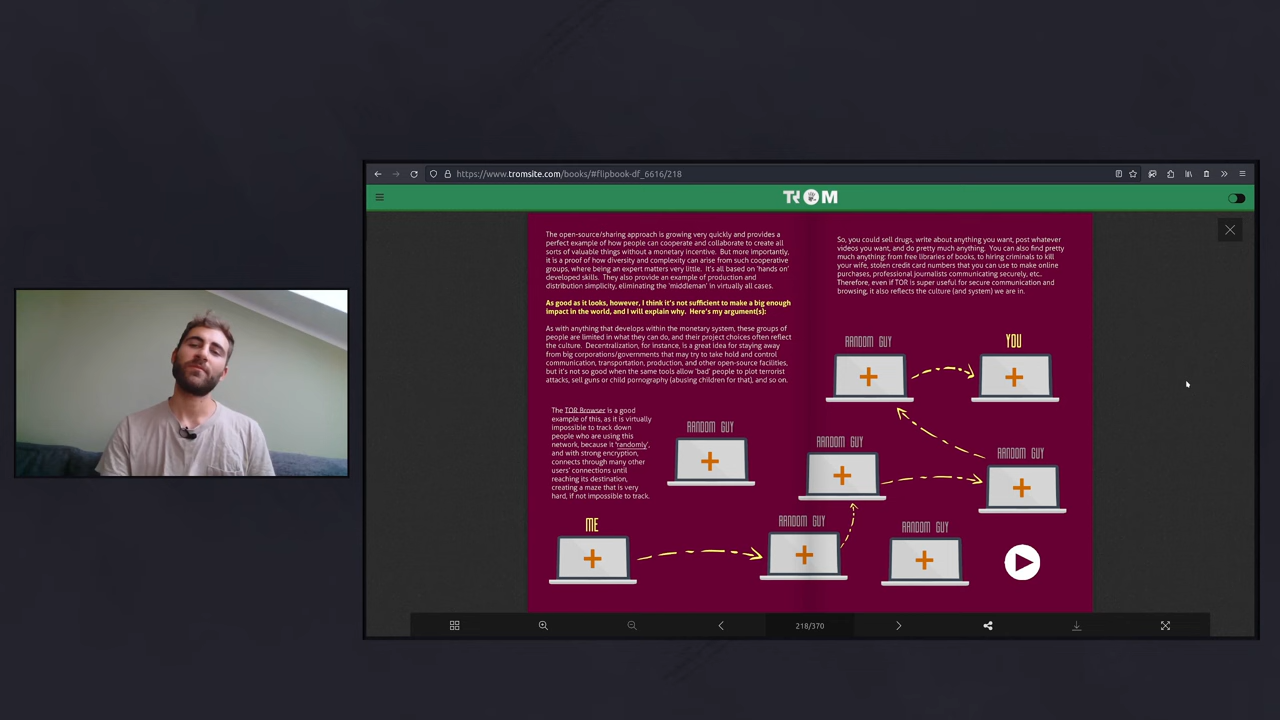 https://www.tromsite.com/books/#flipbook-df_6616/218
TROM
The open-source/sharing approach is growing very quickly and provides a
perfect example of how people can cooperate and collaborate to create all
sorts of valuable things without a monetary incentive. But more importantly,
it is a proof of how diversity and complexity can arise from such cooperative
groups, where being an expert matters very little. It's all based on 'hands on'
developed skills. They also provide an example of production and
distribution simplicity, eliminating the 'middleman' in virtually all cases.
As good as it looks, however, I think it's not sufficient to make a big enough
impact in the world, and I will explain why. Here's my argument(s):
As with anything that develops within the monetary system, these groups of
people are limited in what they can do, and their project choices often reflect
the culture. Decentralization, for instance, is a great idea for staying away
from big corporations/governments that may try to take hold and control
communication, transportation, production, and other open-source facilities,
but it's not so good when the same tools allow 'bad' people to plot terrorist
attacks, sell guns or child pornography (abusing children for that), and so on.
The TOR Browser is a good
example of this, as it is virtually
impossible to track down
people who are using this
network, because it 'randomly',
and with strong encryption,
connects through many other
users' connections until
reaching its destination,
creating a maze that is very
hard, if not impossible to track.
RANDOM GUY
ME
RANDOM GUY
So, you could sell drugs, write about anything you want, post whatever
videos you want, and do pretty much anything. You can also find pretty
much anything: from free libraries of books, to hiring criminals to kill
your wife, stolen credit card numbers that you can use to make online
purchases, professional journalists communicating securely, etc..
Therefore, even if TOR is super useful for secure communication and
browsing, it also reflects the culture (and system) we are in.
RANDOM GUY
YOU
RANDOM GUY
RANDOM GUY
RANDOM GUY
218/370